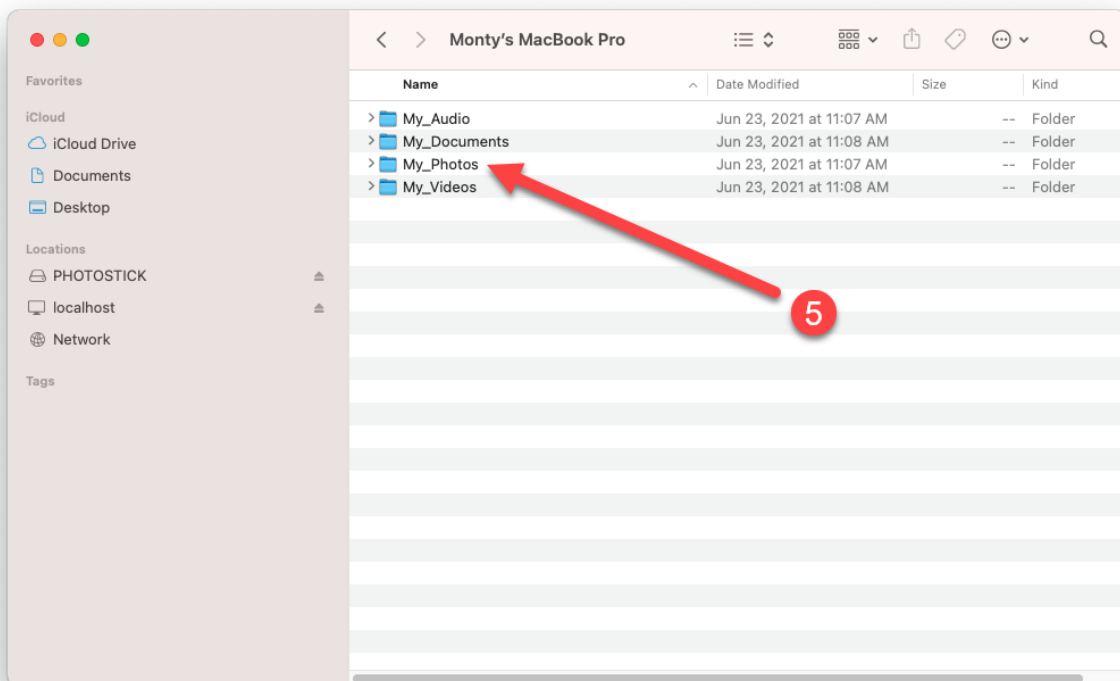 Monty's MacBook Pro
Favorites
iCloud
iCloud Drive
Documents
Desktop
Locations
PHOTOSTICK
localhost
Network
Tags
Name Date Modified Size Kind
My_Audio Jun 23, 2021 at 11:07 AM -- Folder
My_Documents Jun 23, 2021 at 11:08 AM -- Folder
My_Photos Jun 23, 2021 at 11:07 AM -- Folder
My_Videos Jun 23, 2021 at 11:08 AM -- Folder
5